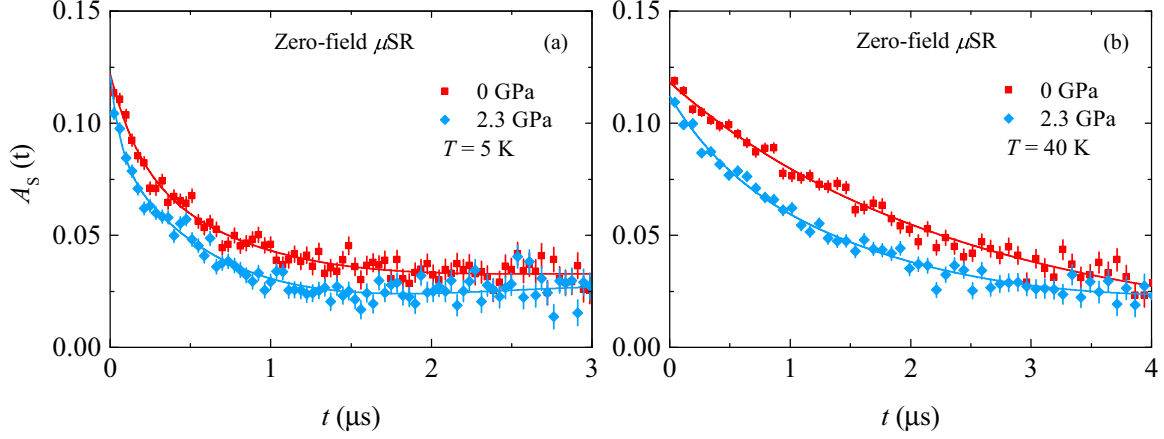 Zero-field μSR (a)
0 GPa
2.3 GPa
T = 5 K
A_s (t)
0.15
0.10
0.05
0.00
0 1 2 3
t (μs)
Zero-field μSR (b)
0 GPa
2.3 GPa
T = 40 K
0.15
0.10
0.05
0.00
0 1 2 3 4
t (μs)